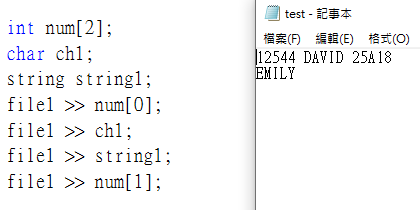 int num[2];
char ch1;
string string1;
file1 >> num[0];
file1 >> ch1;
file1 >> string1;
file1 >> num[1];
test - 記事本
檔案(F) 編輯(E) 格式(O)
12544 DAVID 25A18
EMILY